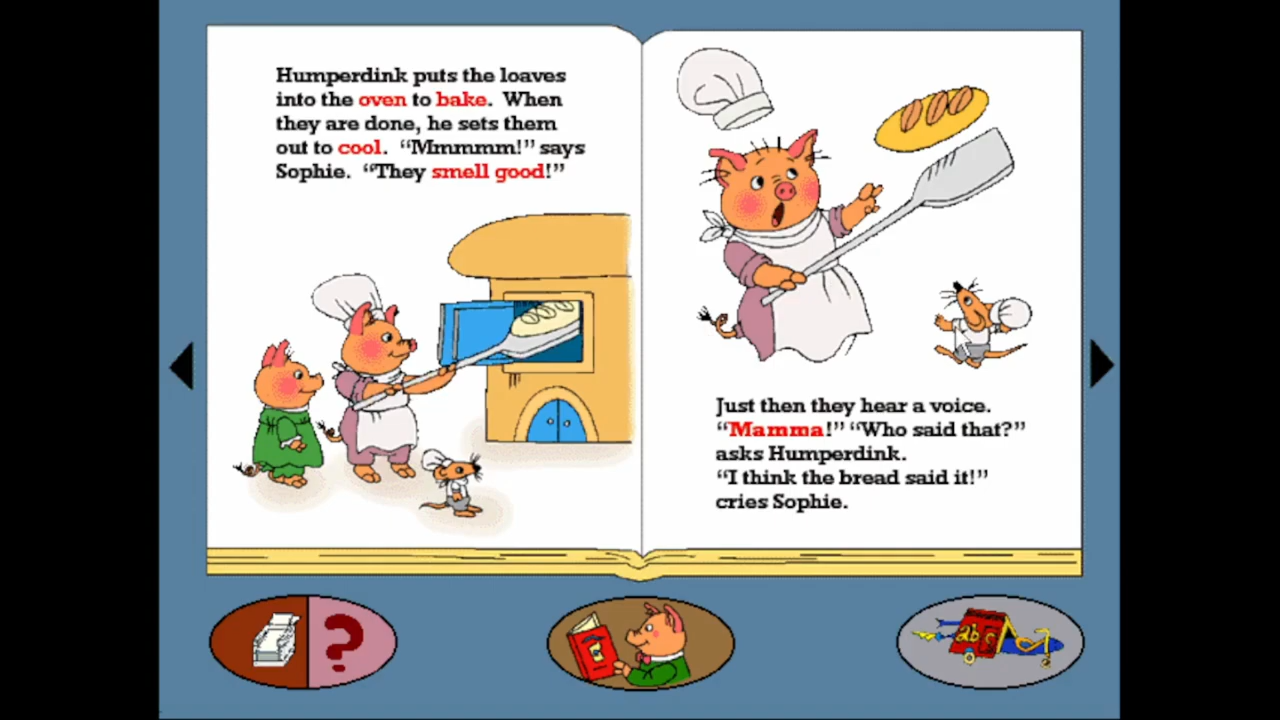 Humperdink puts the loaves
into the oven to bake. When
they are done, he sets them
out to cool. “Mmmmm!” says
Sophie. “They smell good!”
Just then they hear a voice.
“Mamma!” “Who said that?”
asks Humperdink.
“I think the bread said it!”
cries Sophie.
?
abc